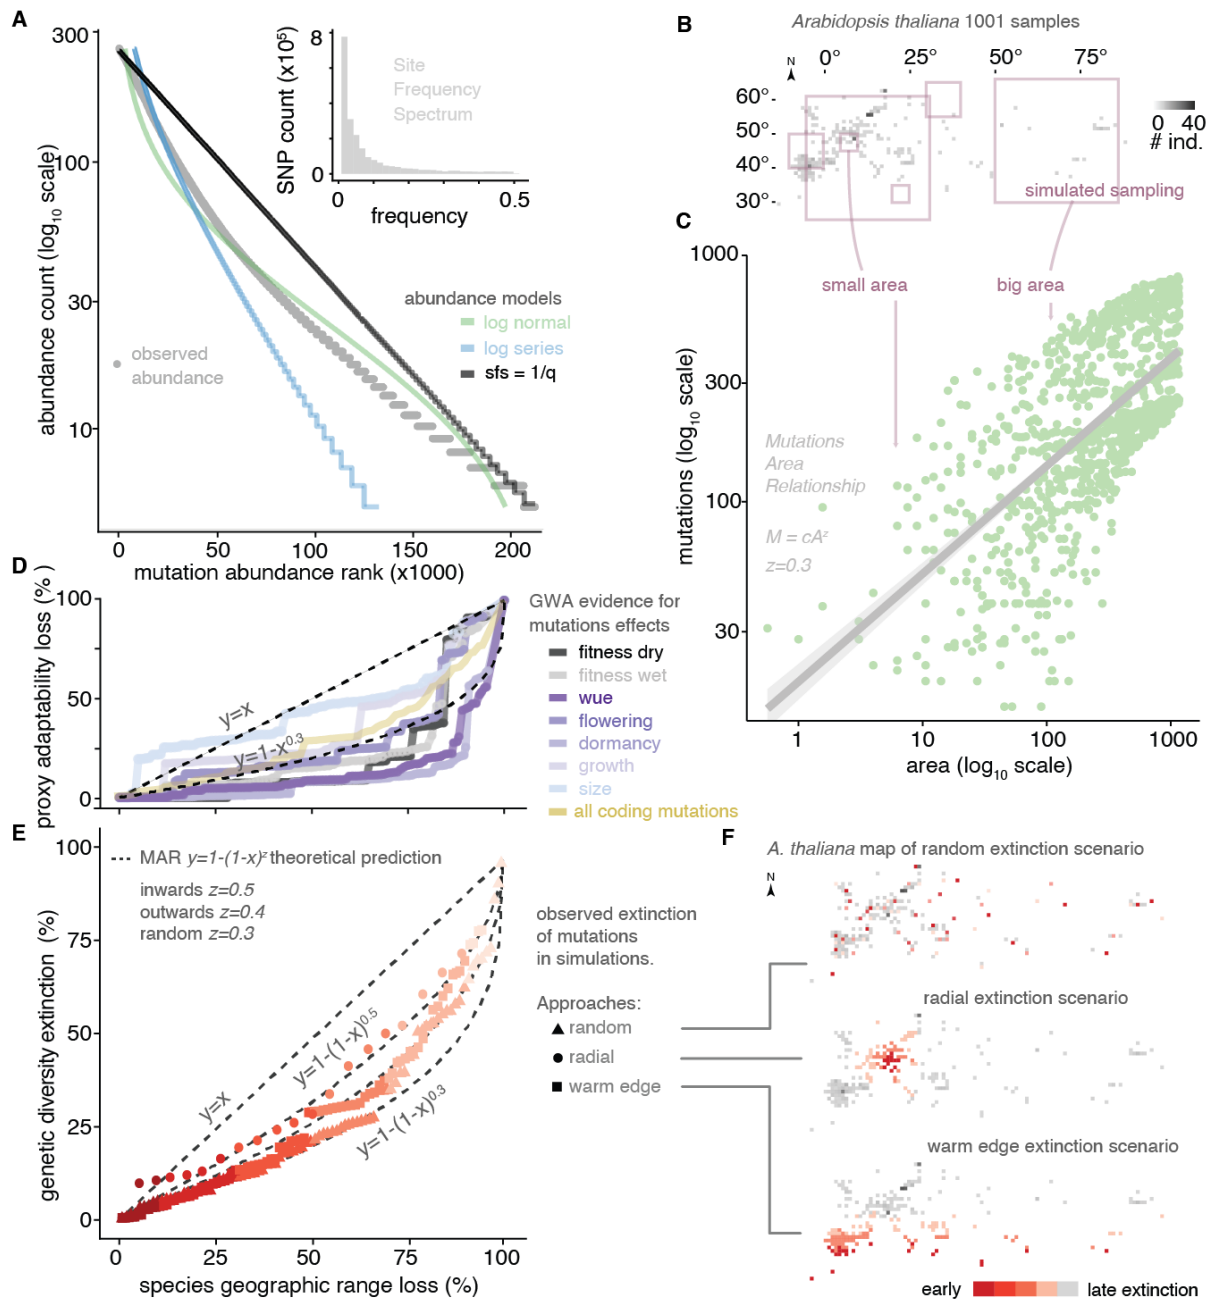 A
300
100
30
10
abundance count (log10 scale)
0
50
100
150
200
mutation abundance rank (x1000)
observed
abundance
abundance models
log normal
log series
sfs = 1/q
8
4
0
SNP count (x10⁵)
Site
Frequency
Spectrum
0
0.5
frequency
B
Arabidopsis thaliana 1001 samples
N
0°
25°
50°
75°
60°
50°
40°
30°
0 40
# ind.
simulated sampling
C
1000
300
100
30
mutations (log10 scale)
small area
big area
Mutations
Area
Relationship
M = cAᶻ
z=0.3
1
10
100
1000
area (log10 scale)
D
100
50
0
proxy adaptability loss (% )
y=x
y=1-x⁰·³
GWA evidence for
mutations effects
fitness dry
fitness wet
wue
flowering
dormancy
growth
size
all coding mutations
E
100
75
50
25
0
genetic diversity extinction (%)
MAR y=1-(1-x)ᶻ theoretical prediction
inwards z=0.5
outwards z=0.4
random z=0.3
y=x
y=1-(1-x)⁰·⁵
y=1-(1-x)⁰·³
0
25
50
75
100
species geographic range loss (%)
observed extinction
of mutations
in simulations.
Approaches:
random
radial
warm edge
F
A. thaliana map of random extinction scenario
N
radial extinction scenario
warm edge extinction scenario
early
late extinction